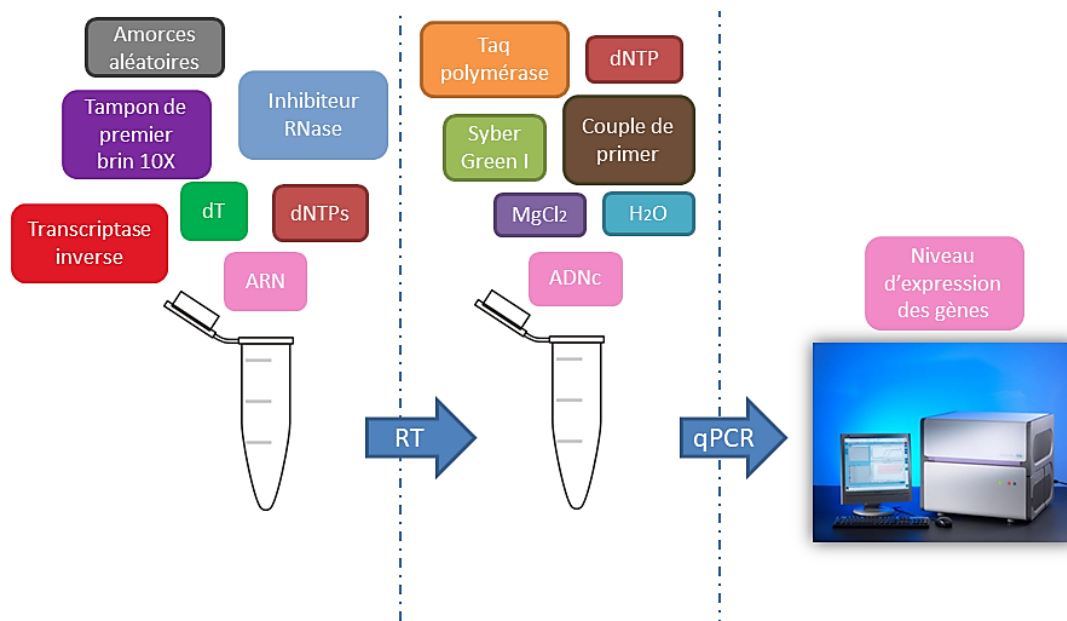 Amorces
aléatoires
Tampon de
premier
brin 10X
Inhibiteur
RNase
dT
dNTPs
Transcriptase
inverse
ARN
RT
Taq
polymérase
dNTP
Syber
Green I
Couple de
primer
MgCl2
H2O
ADNc
qPCR
Niveau
d’expression
des gènes